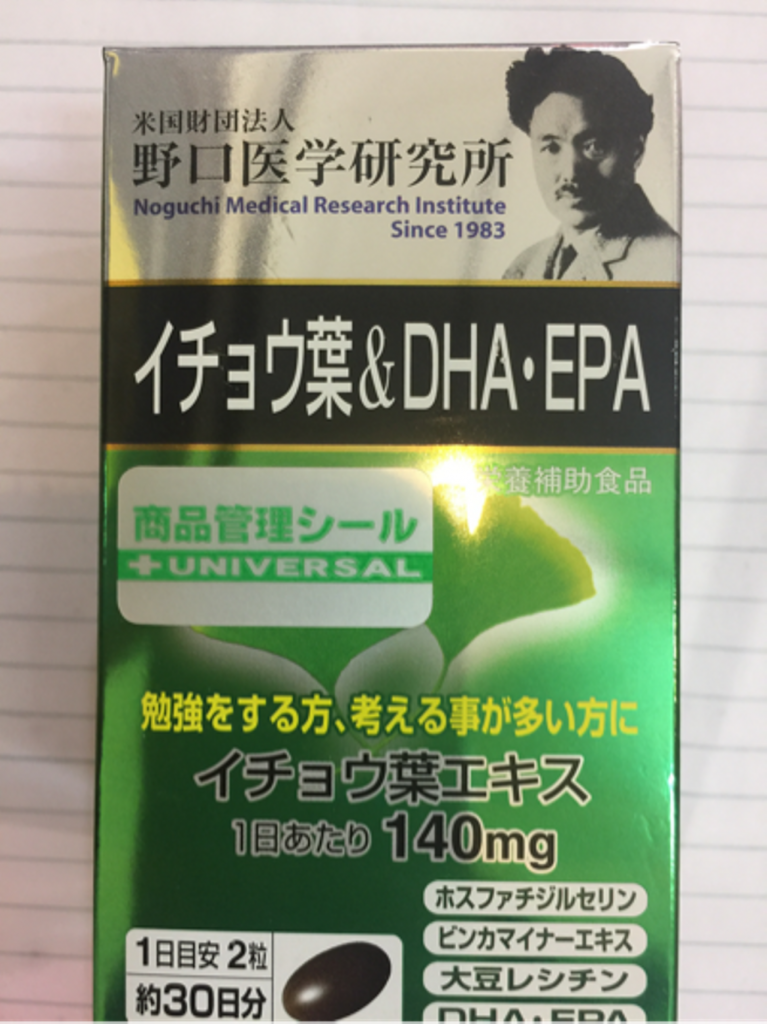 米国財団法人
野口医学研究所
Noguchi Medical Research Institute
Since 1983
イチョウ葉&DHA・EPA
栄養補助食品
商品管理シール
+UNIVERSAL
勉強をする方、考える事が多い方に
イチョウ葉エキス
1日あたり 140mg
ホスファチジルセリン
ビンカマイナーエキス
大豆レシチン
DHA・EPA
1日目安 2粒
約30日分